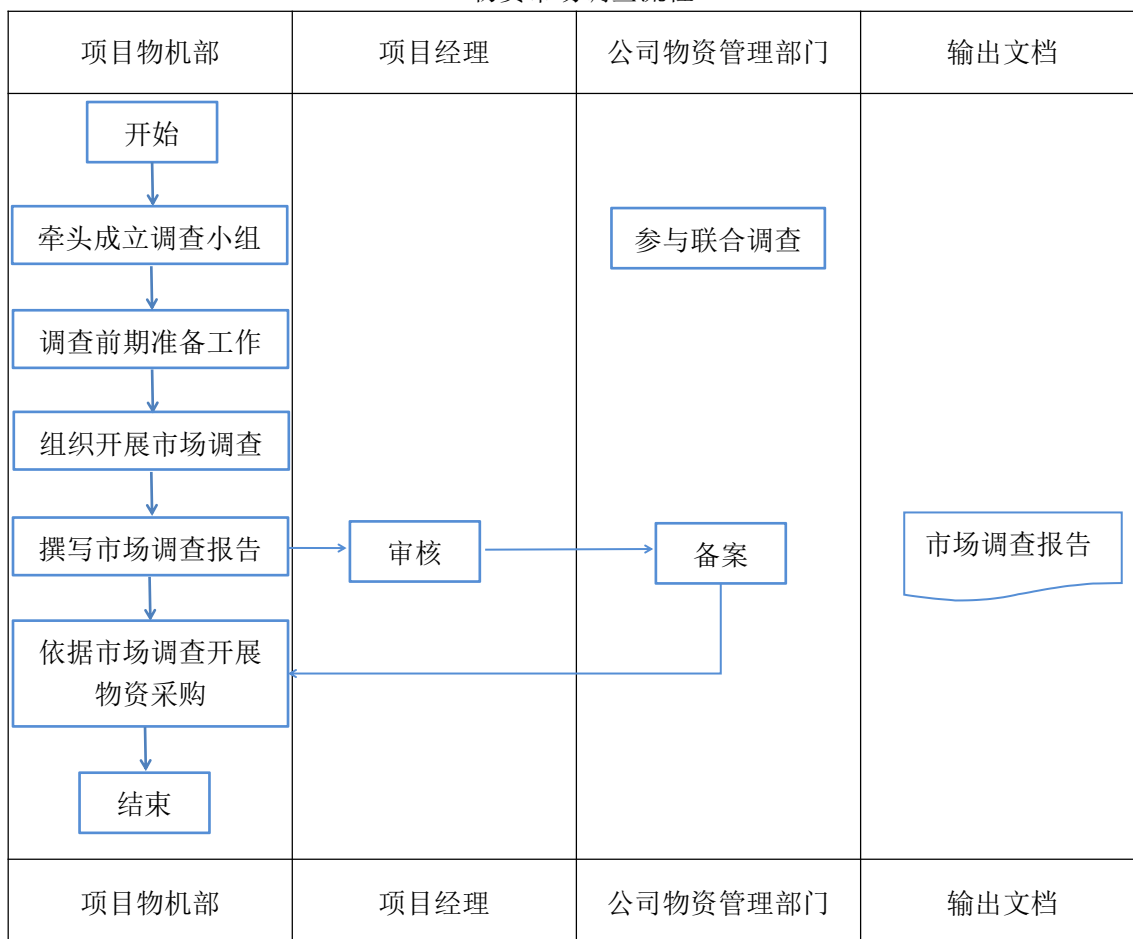 项目物机部 项目经理 公司物资管理部门 输出文档
开始
牵头成立调查小组 参与联合调查
调查前期准备工作
组织开展市场调查
撰写市场调查报告 审核 备案 市场调查报告
依据市场调查开展
物资采购
结束
项目物机部 项目经理 公司物资管理部门 输出文档